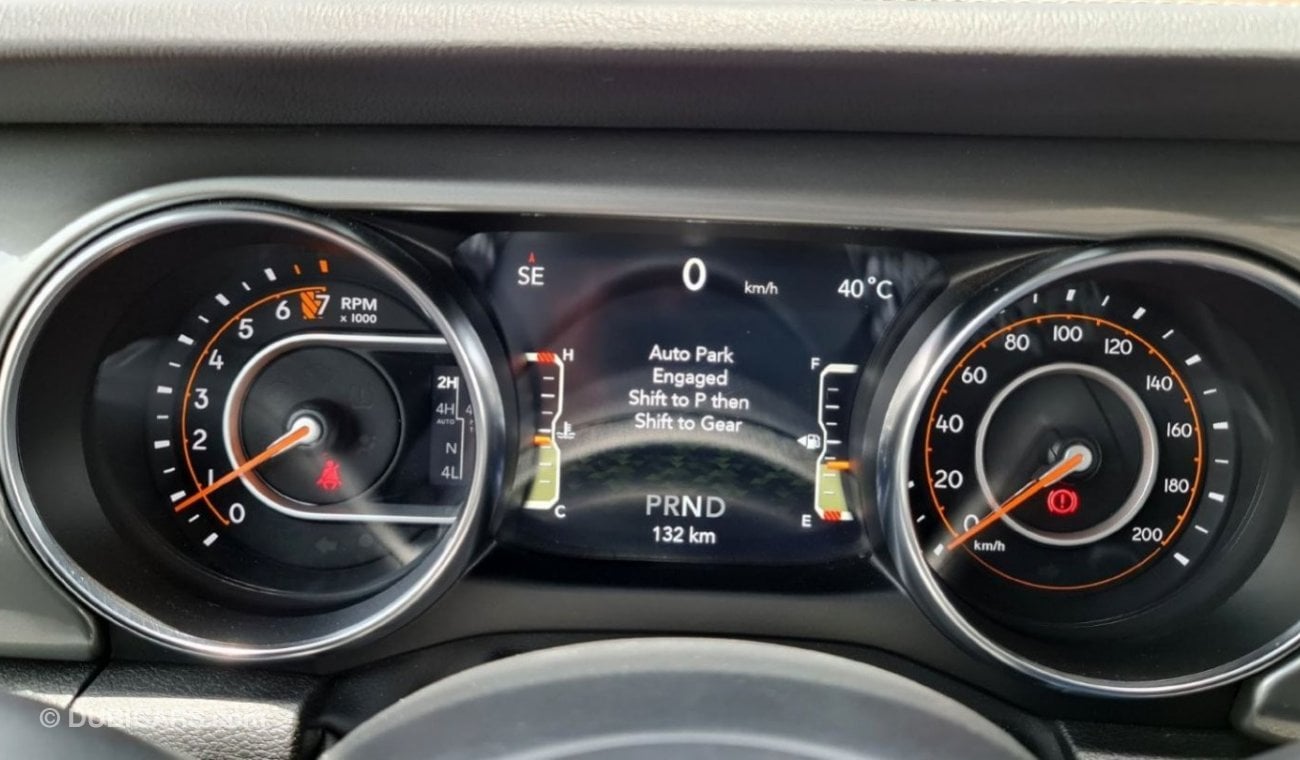 7
6
5
4
3
2
1
0
RPM
x 1000
2H
4H
AUTO
N
4L
SE
0 km/h
40°C
H
C
Auto Park
Engaged
Shift to P then
Shift to Gear
F
E
PRND
132 km
0
20
40
60
80
100
120
140
160
180
200
km/h
© DUBICARS.com